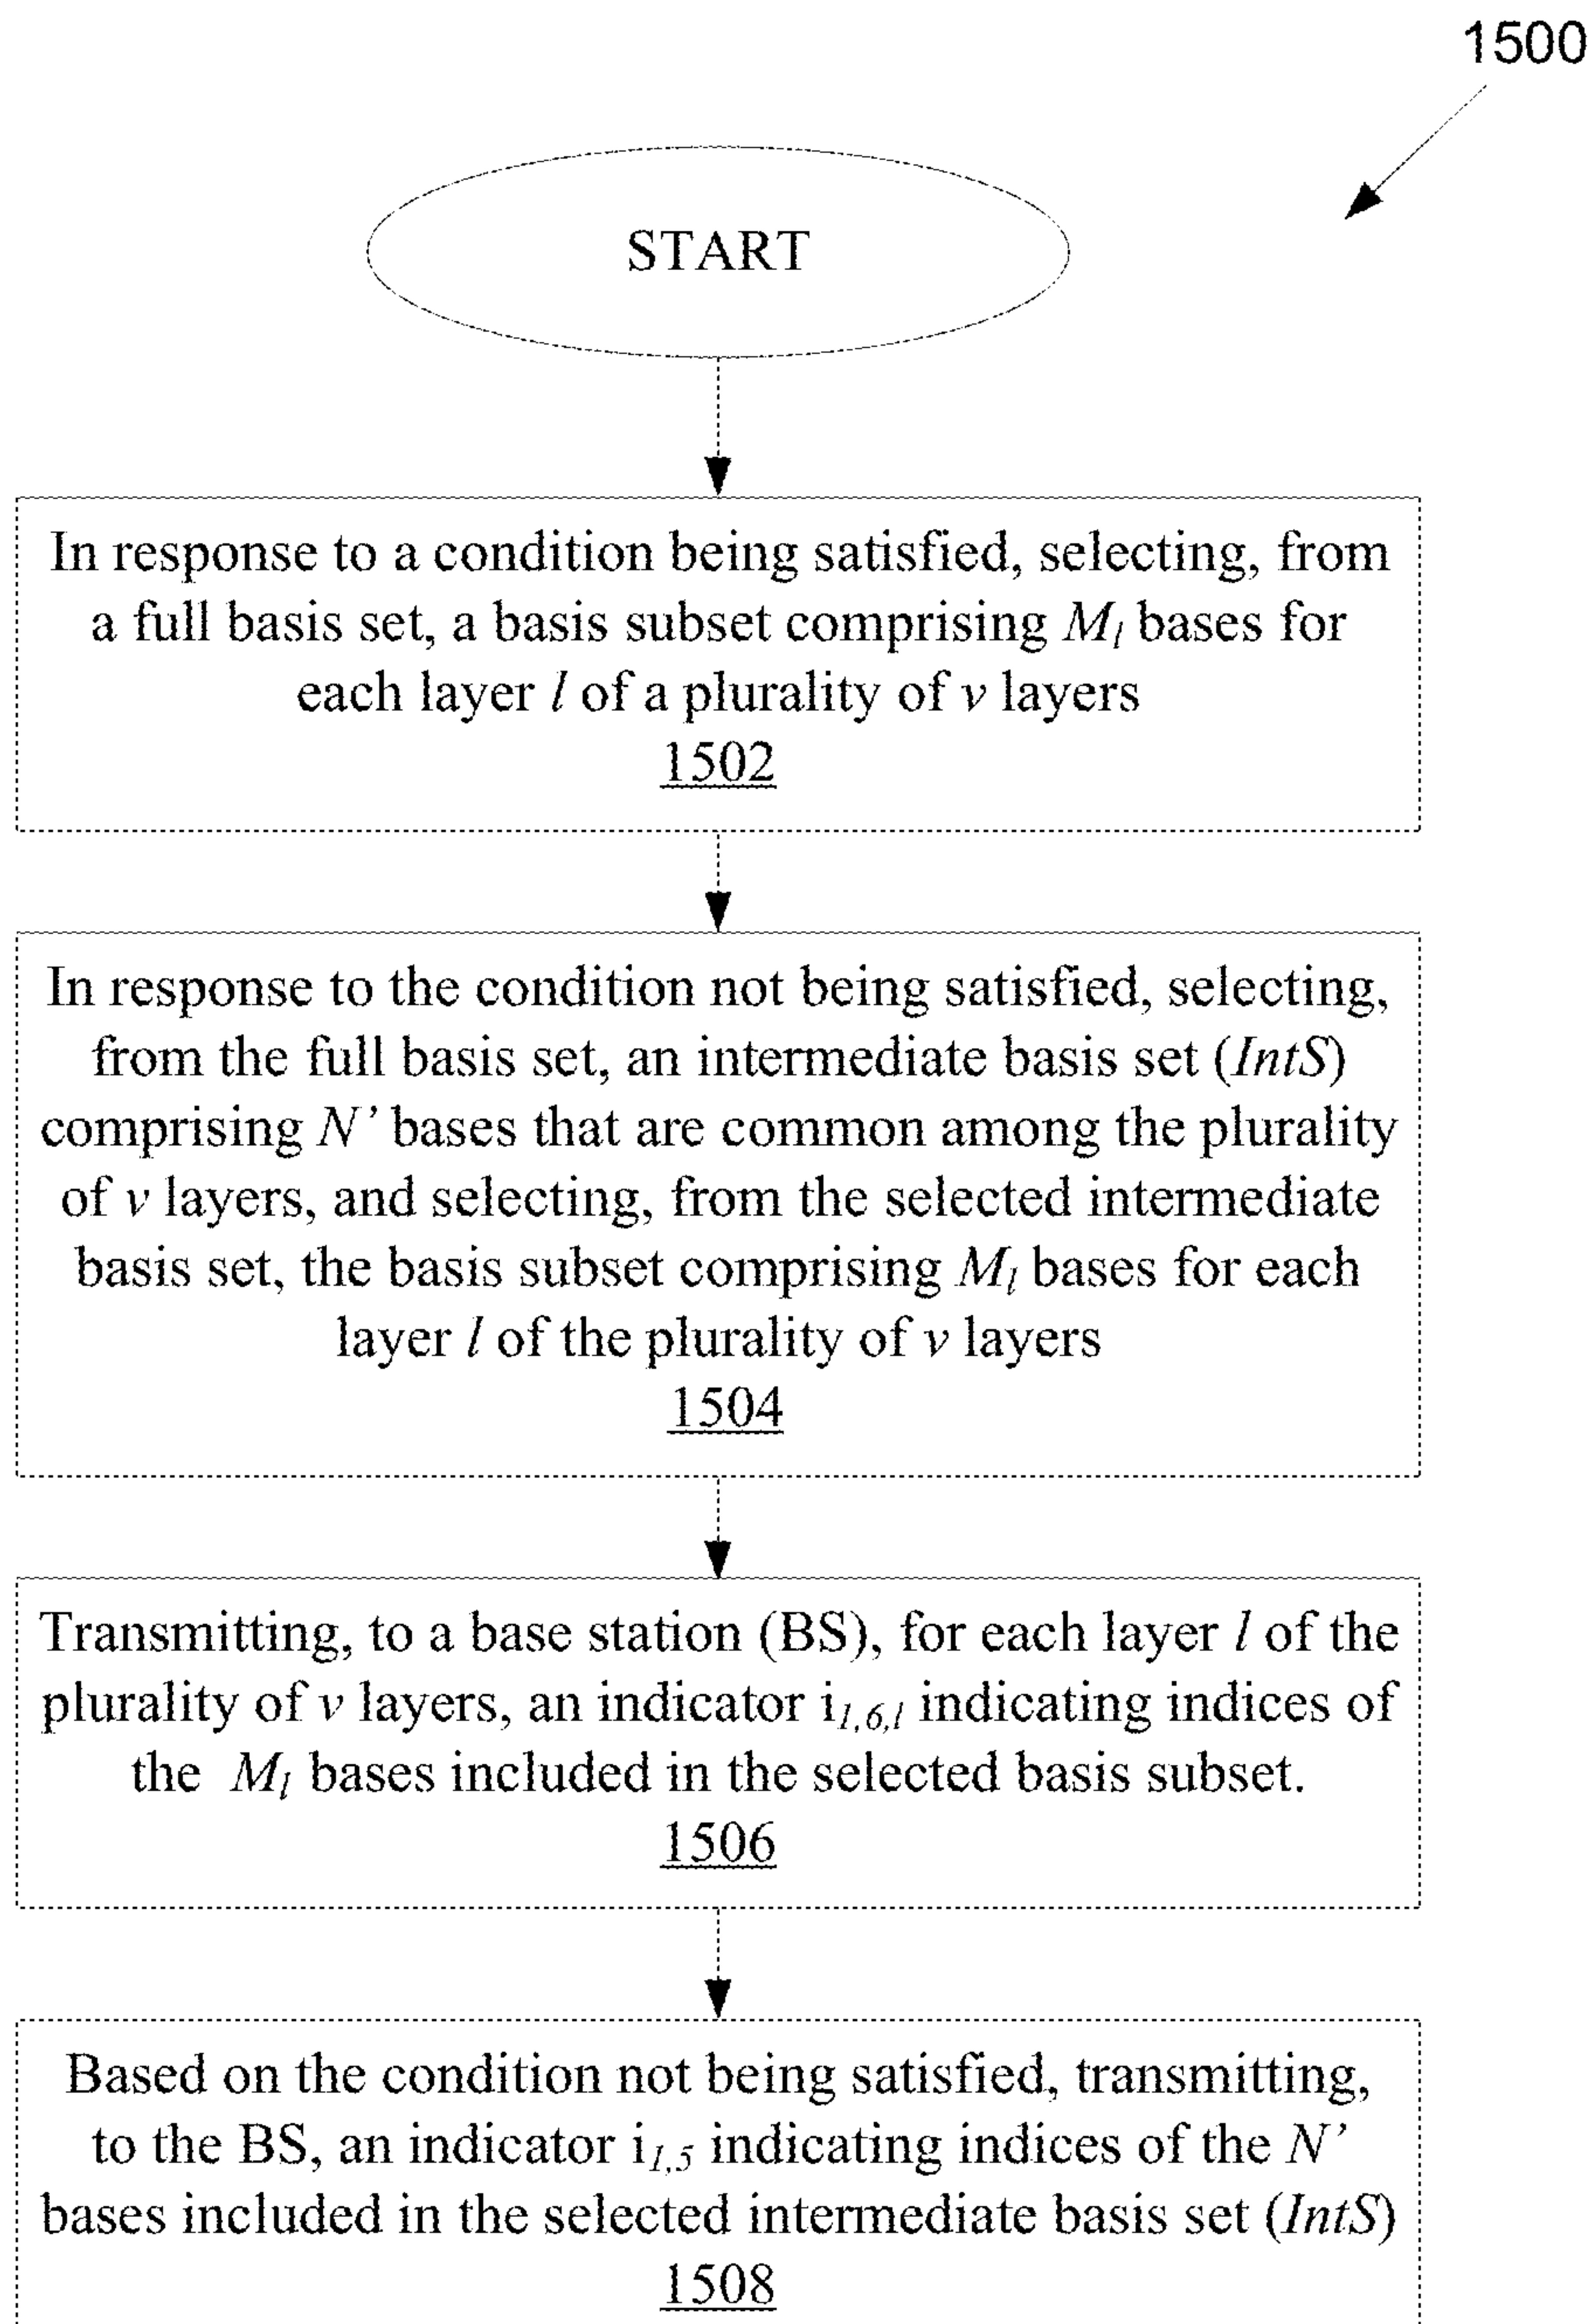 1500
START
In response to a condition being satisfied, selecting, from
a full basis set, a basis subset comprising M_l bases for
each layer l of a plurality of v layers
1502
In response to the condition not being satisfied, selecting,
from the full basis set, an intermediate basis set (IntS)
comprising N’ bases that are common among the plurality
of v layers, and selecting, from the selected intermediate
basis set, the basis subset comprising M_l bases for each
layer l of the plurality of v layers
1504
Transmitting, to a base station (BS), for each layer l of the
plurality of v layers, an indicator i_1,6,l indicating indices of
the M_l bases included in the selected basis subset.
1506
Based on the condition not being satisfied, transmitting,
to the BS, an indicator i_1,5 indicating indices of the N’
bases included in the selected intermediate basis set (IntS)
1508